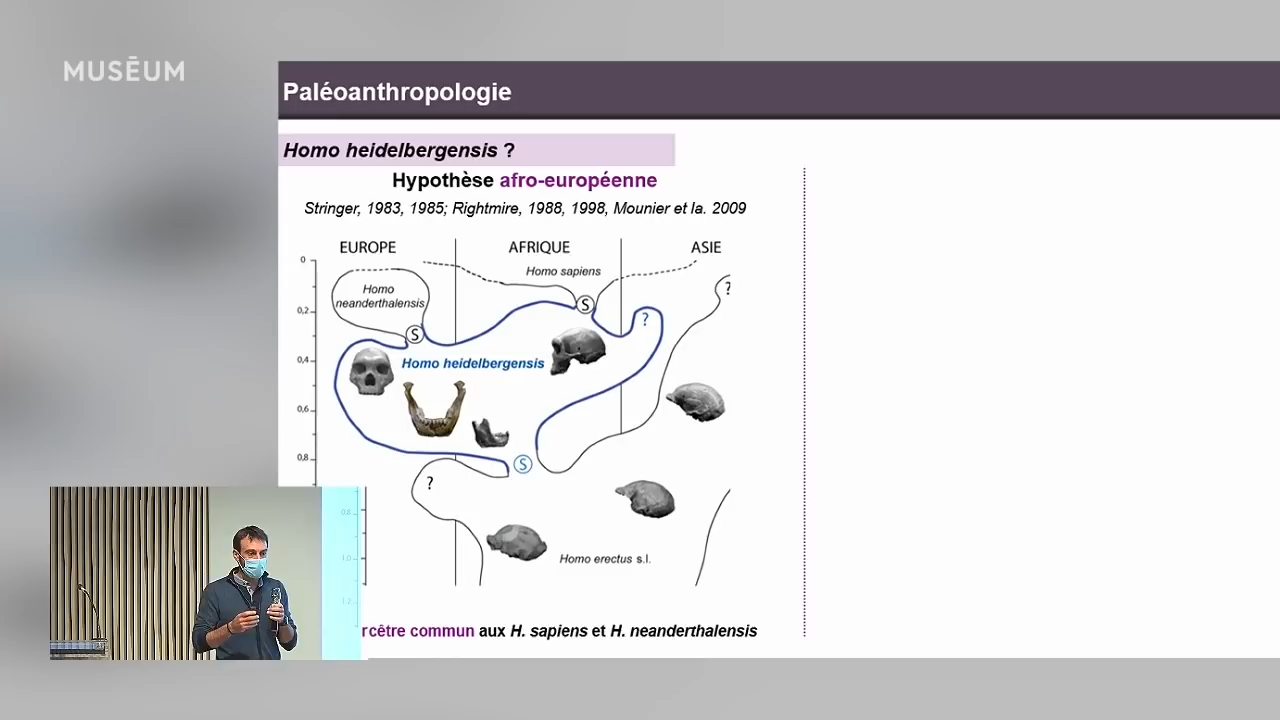 MUSĒUM
Paléoanthropologie
Homo heidelbergensis ?
Hypothèse afro-européenne
Stringer, 1983, 1985; Rightmire, 1988, 1998, Mounier et la. 2009
EUROPE AFRIQUE ASIE
0
Homo sapiens
Homo
neanderthalensis
?
0,2
S
S
?
0,4
Homo heidelbergensis
0,6
0,8
S
?
0.8
1.0
Homo erectus s.l.
1.2
rcêtre commun aux H. sapiens et H. neanderthalensis